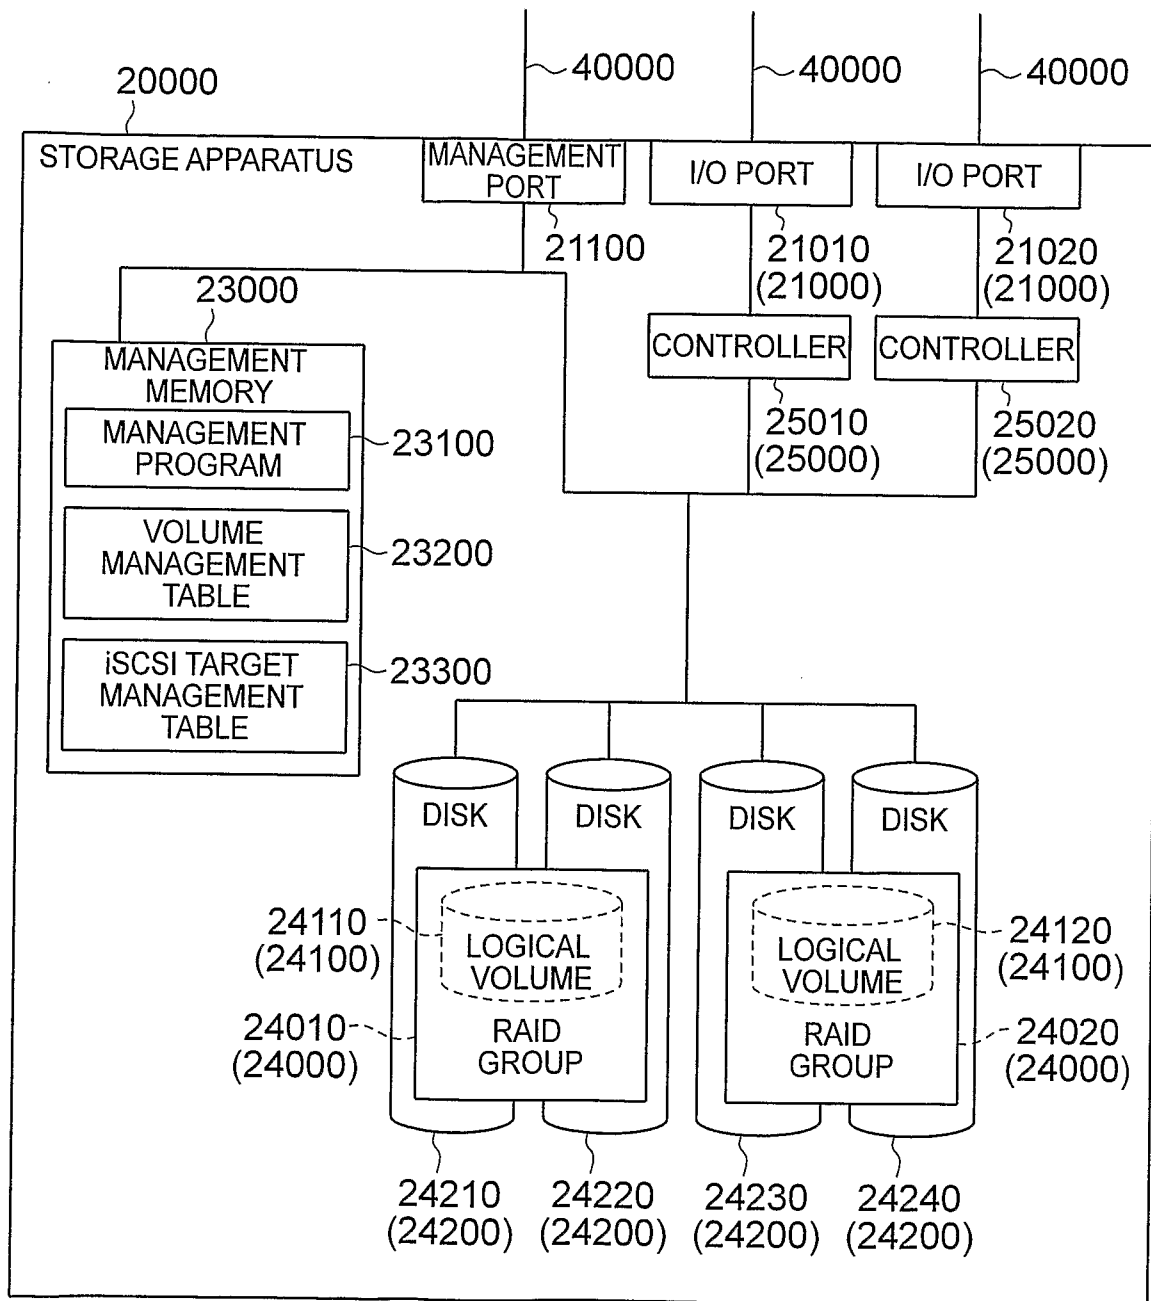 40000
40000
40000
20000
STORAGE APPARATUS
MANAGEMENT
PORT
I/O PORT
I/O PORT
21100
21010
(21000)
21020
(21000)
23000
MANAGEMENT
MEMORY
CONTROLLER
CONTROLLER
MANAGEMENT
PROGRAM
23100
25010
(25000)
25020
(25000)
VOLUME
MANAGEMENT
TABLE
23200
iSCSI TARGET
MANAGEMENT
TABLE
23300
DISK
DISK
DISK
DISK
24110
(24100)
LOGICAL
VOLUME
LOGICAL
VOLUME
24120
(24100)
24010
(24000)
RAID
GROUP
RAID
GROUP
24020
(24000)
24210
(24200)
24220
(24200)
24230
(24200)
24240
(24200)